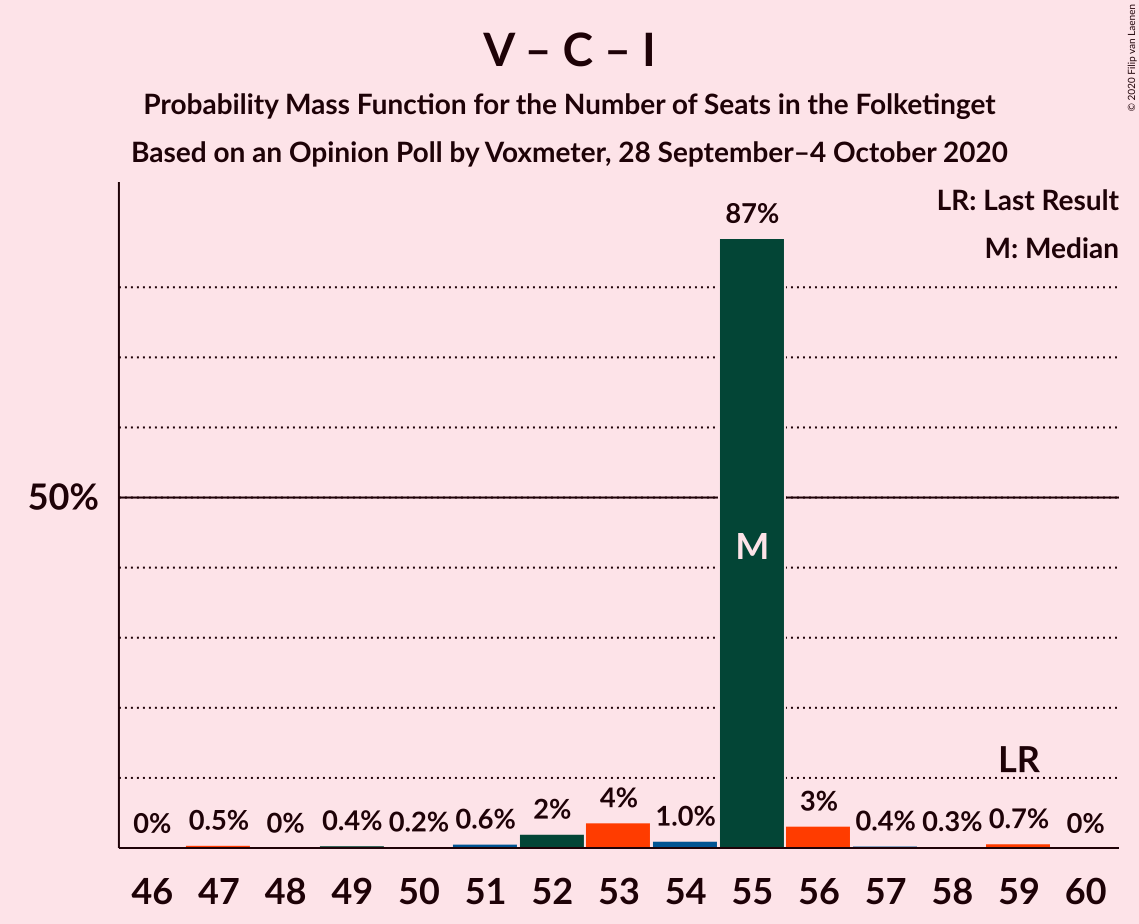 V – C – I
Probability Mass Function for the Number of Seats in the Folketinget
Based on an Opinion Poll by Voxmeter, 28 September–4 October 2020
© 2020 Filip van Laenen
LR: Last Result
M: Median
87%
50%
M
LR
0% 0.5% 0% 0.4% 0.2% 0.6% 2% 4% 1.0% 3% 0.4% 0.3% 0.7% 0%
46 47 48 49 50 51 52 53 54 55 56 57 58 59 60